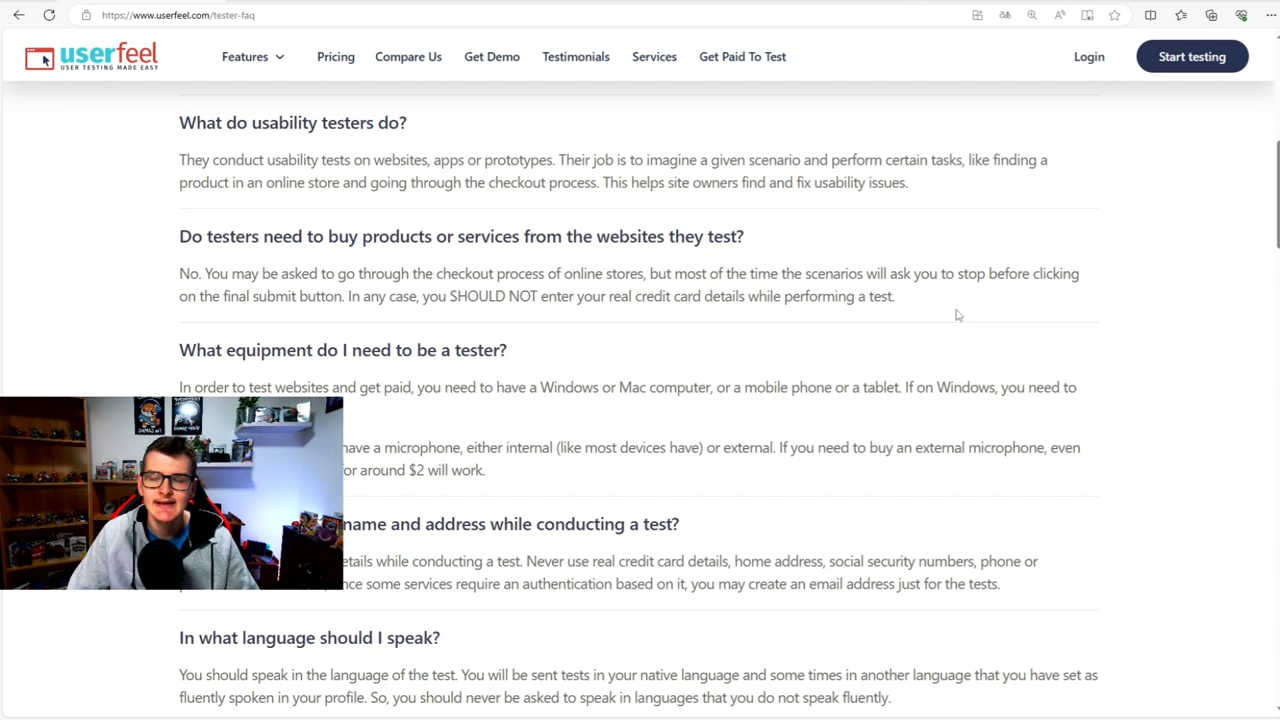 https://www.userfeel.com/tester-faq
userfeel
USER TESTING MADE EASY
Features
Pricing
Compare Us
Get Demo
Testimonials
Services
Get Paid To Test
Login
Start testing
What do usability testers do?
They conduct usability tests on websites, apps or prototypes. Their job is to imagine a given scenario and perform certain tasks, like finding a
product in an online store and going through the checkout process. This helps site owners find and fix usability issues.
Do testers need to buy products or services from the websites they test?
No. You may be asked to go through the checkout process of online stores, but most of the time the scenarios will ask you to stop before clicking
on the final submit button. In any case, you SHOULD NOT enter your real credit card details while performing a test.
What equipment do I need to be a tester?
In order to test websites and get paid, you need to have a Windows or Mac computer, or a mobile phone or a tablet. If on Windows, you need to
have a microphone, either internal (like most devices have) or external. If you need to buy an external microphone, even
for around $2 will work.
name and address while conducting a test?
details while conducting a test. Never use real credit card details, home address, social security numbers, phone or
since some services require an authentication based on it, you may create an email address just for the tests.
In what language should I speak?
You should speak in the language of the test. You will be sent tests in your native language and some times in another language that you have set as
fluently spoken in your profile. So, you should never be asked to speak in languages that you do not speak fluently.